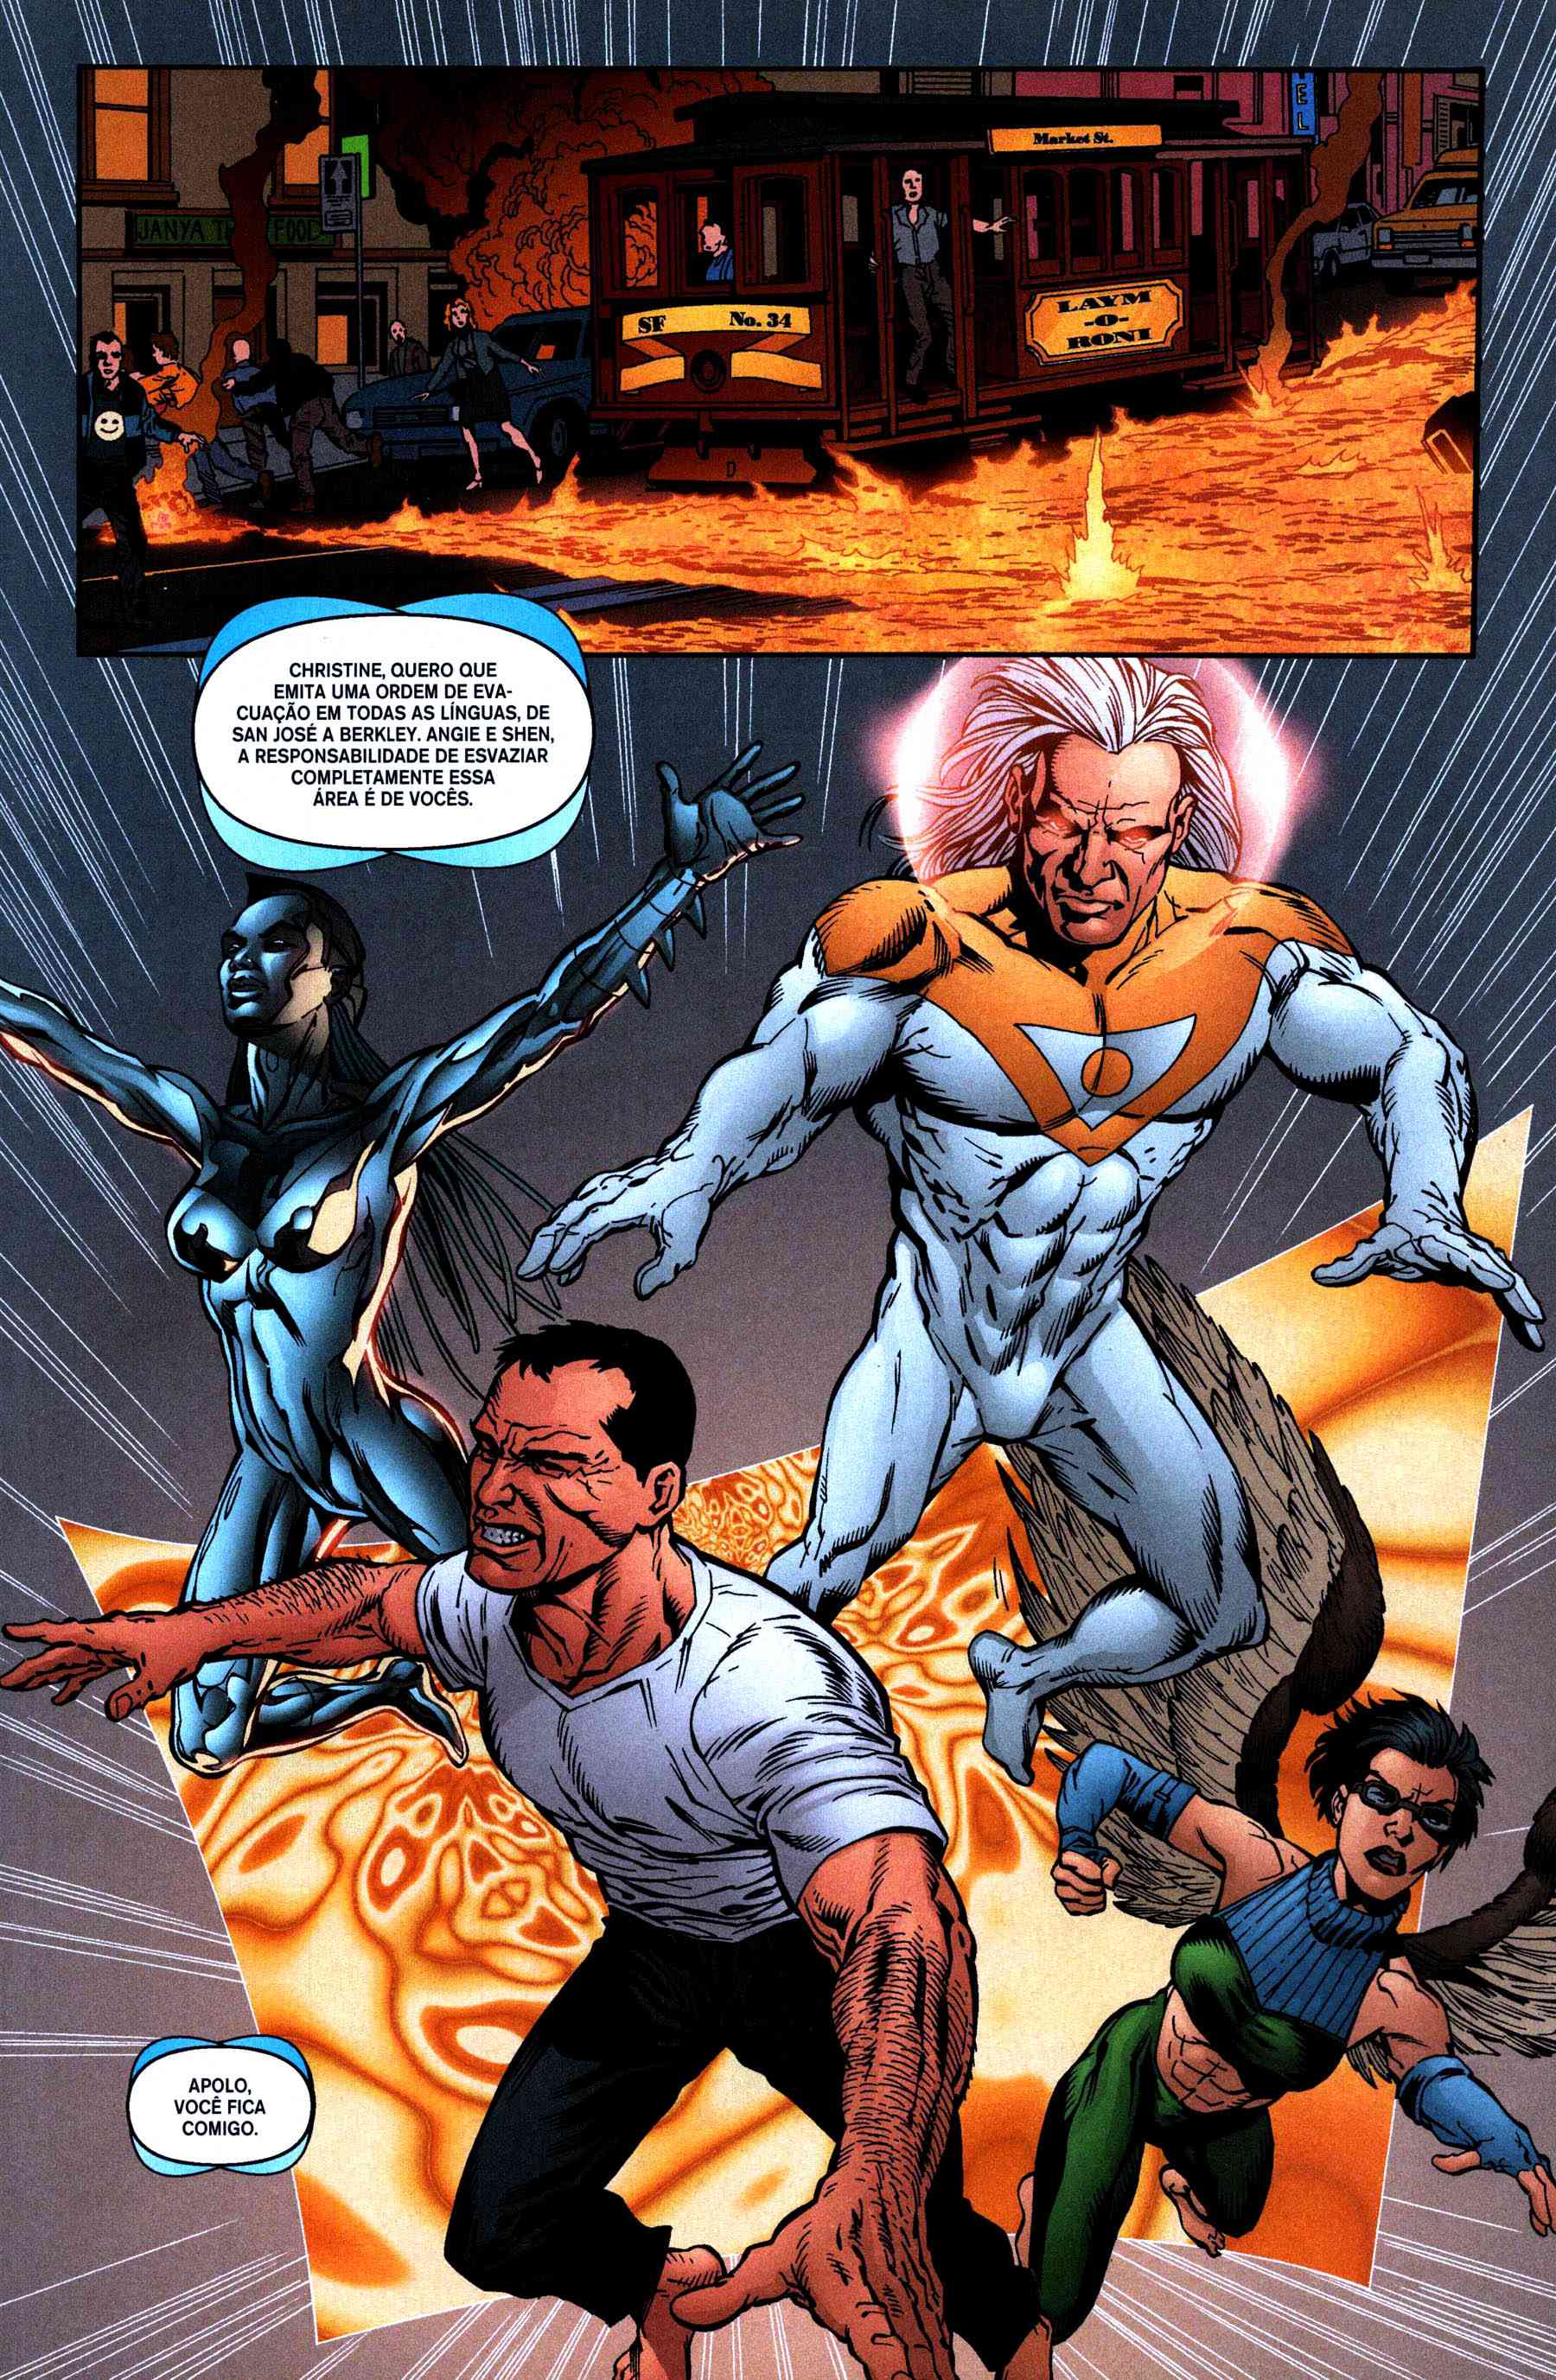 EL
Market St.
JANYA T FOOD
SF No. 34
LAYM
-O-
RONI
D
CHRISTINE, QUERO QUE
EMITA UMA ORDEM DE EVA-
CUAÇÃO EM TODAS AS LÍNGUAS, DE
SAN JOSÉ A BERKLEY. ANGIE E SHEN,
A RESPONSABILIDADE DE ESVAZIAR
COMPLETAMENTE ESSA
ÁREA É DE VOCÊS.
APOLO,
VOCÊ FICA
COMIGO.